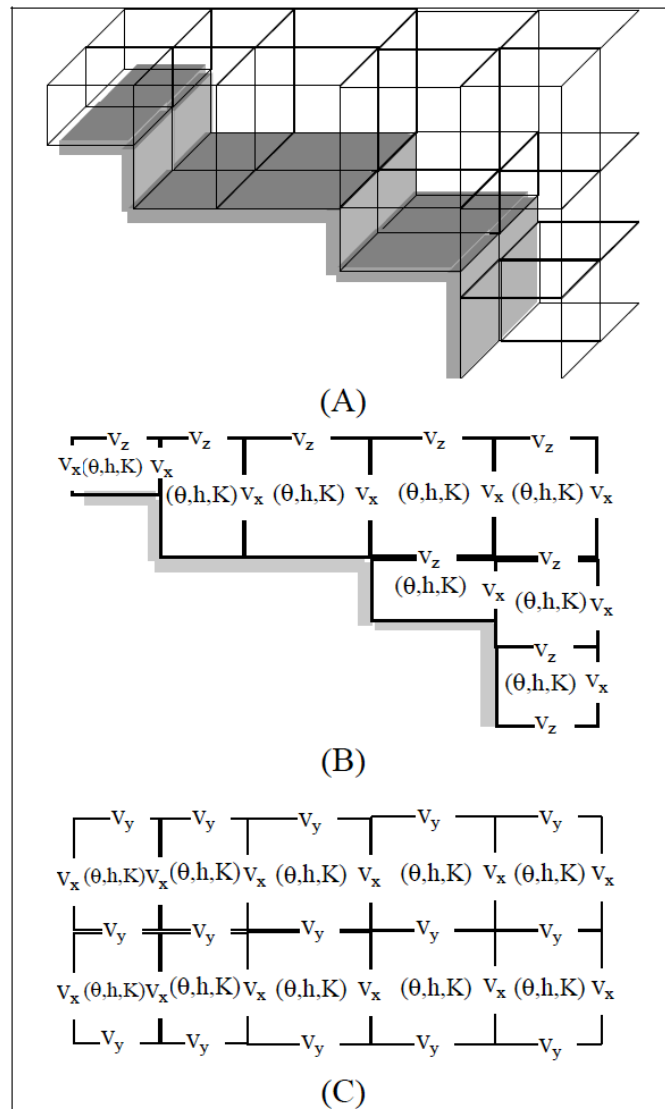 (A)
v_z v_z v_z v_z v_z
v_x (θ,h,K) v_x
(θ,h,K) v_x (θ,h,K) v_x (θ,h,K) v_x (θ,h,K) v_x
v_z v_z
(θ,h,K) v_x (θ,h,K) v_x
v_z
(θ,h,K) v_x
v_z
(B)
v_y v_y v_y v_y v_y
v_x (θ,h,K) v_x (θ,h,K) v_x (θ,h,K) v_x (θ,h,K) v_x (θ,h,K) v_x
v_y v_y v_y v_y v_y
v_x (θ,h,K) v_x (θ,h,K) v_x (θ,h,K) v_x (θ,h,K) v_x (θ,h,K) v_x
v_y v_y v_y v_y v_y
(C)